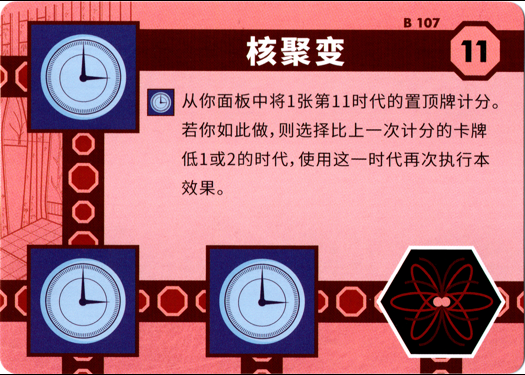 B 107
核聚变
11
从你面板中将1张第11时代的置顶牌计分。
若你如此做，则选择比上一次计分的卡牌
低1或2的时代，使用这一时代再次执行本
效果。